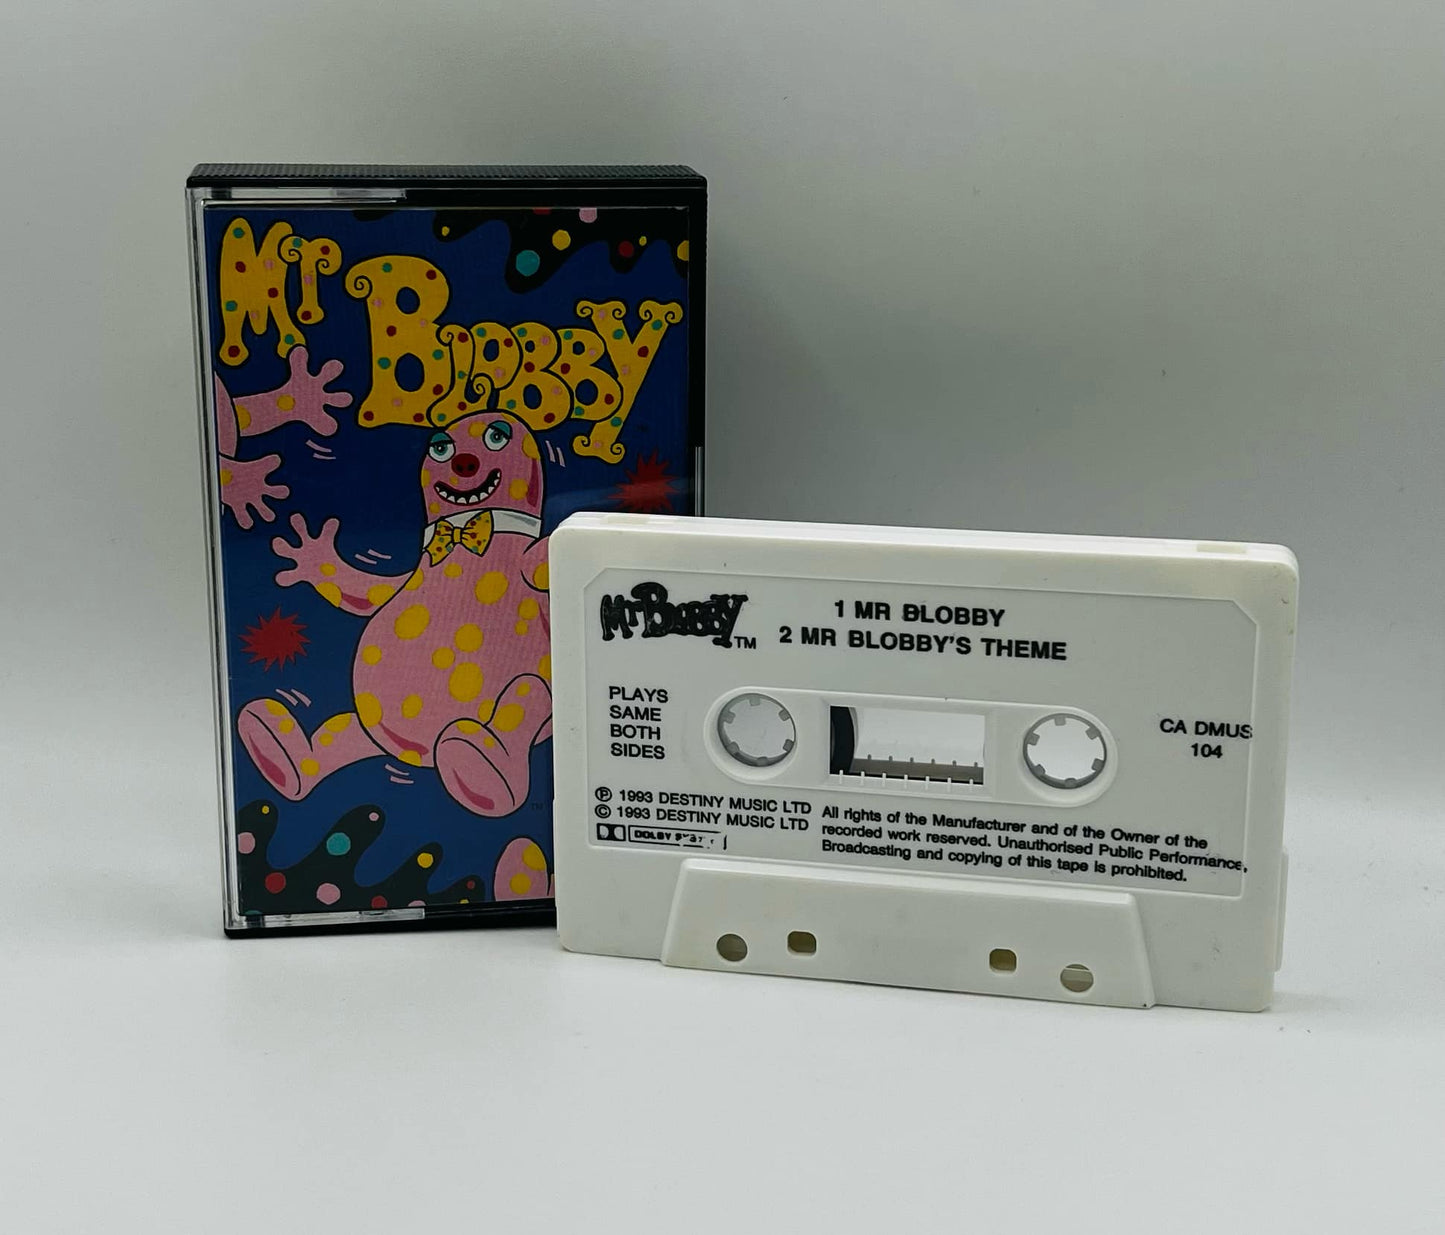 Mr
Blobby
TM
Mr Blobby TM
1 MR BLOBBY
2 MR BLOBBY'S THEME
PLAYS
SAME
BOTH
SIDES
CA DMUS
104
℗ 1993 DESTINY MUSIC LTD
© 1993 DESTINY MUSIC LTD
DOLBY
All rights of the Manufacturer and of the Owner of the
recorded work reserved. Unauthorised Public Performance,
Broadcasting and copying of this tape is prohibited.